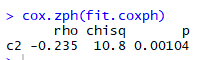 > cox.zph(fit.coxph)
rho chisq p
c2 -0.235 10.8 0.00104
>